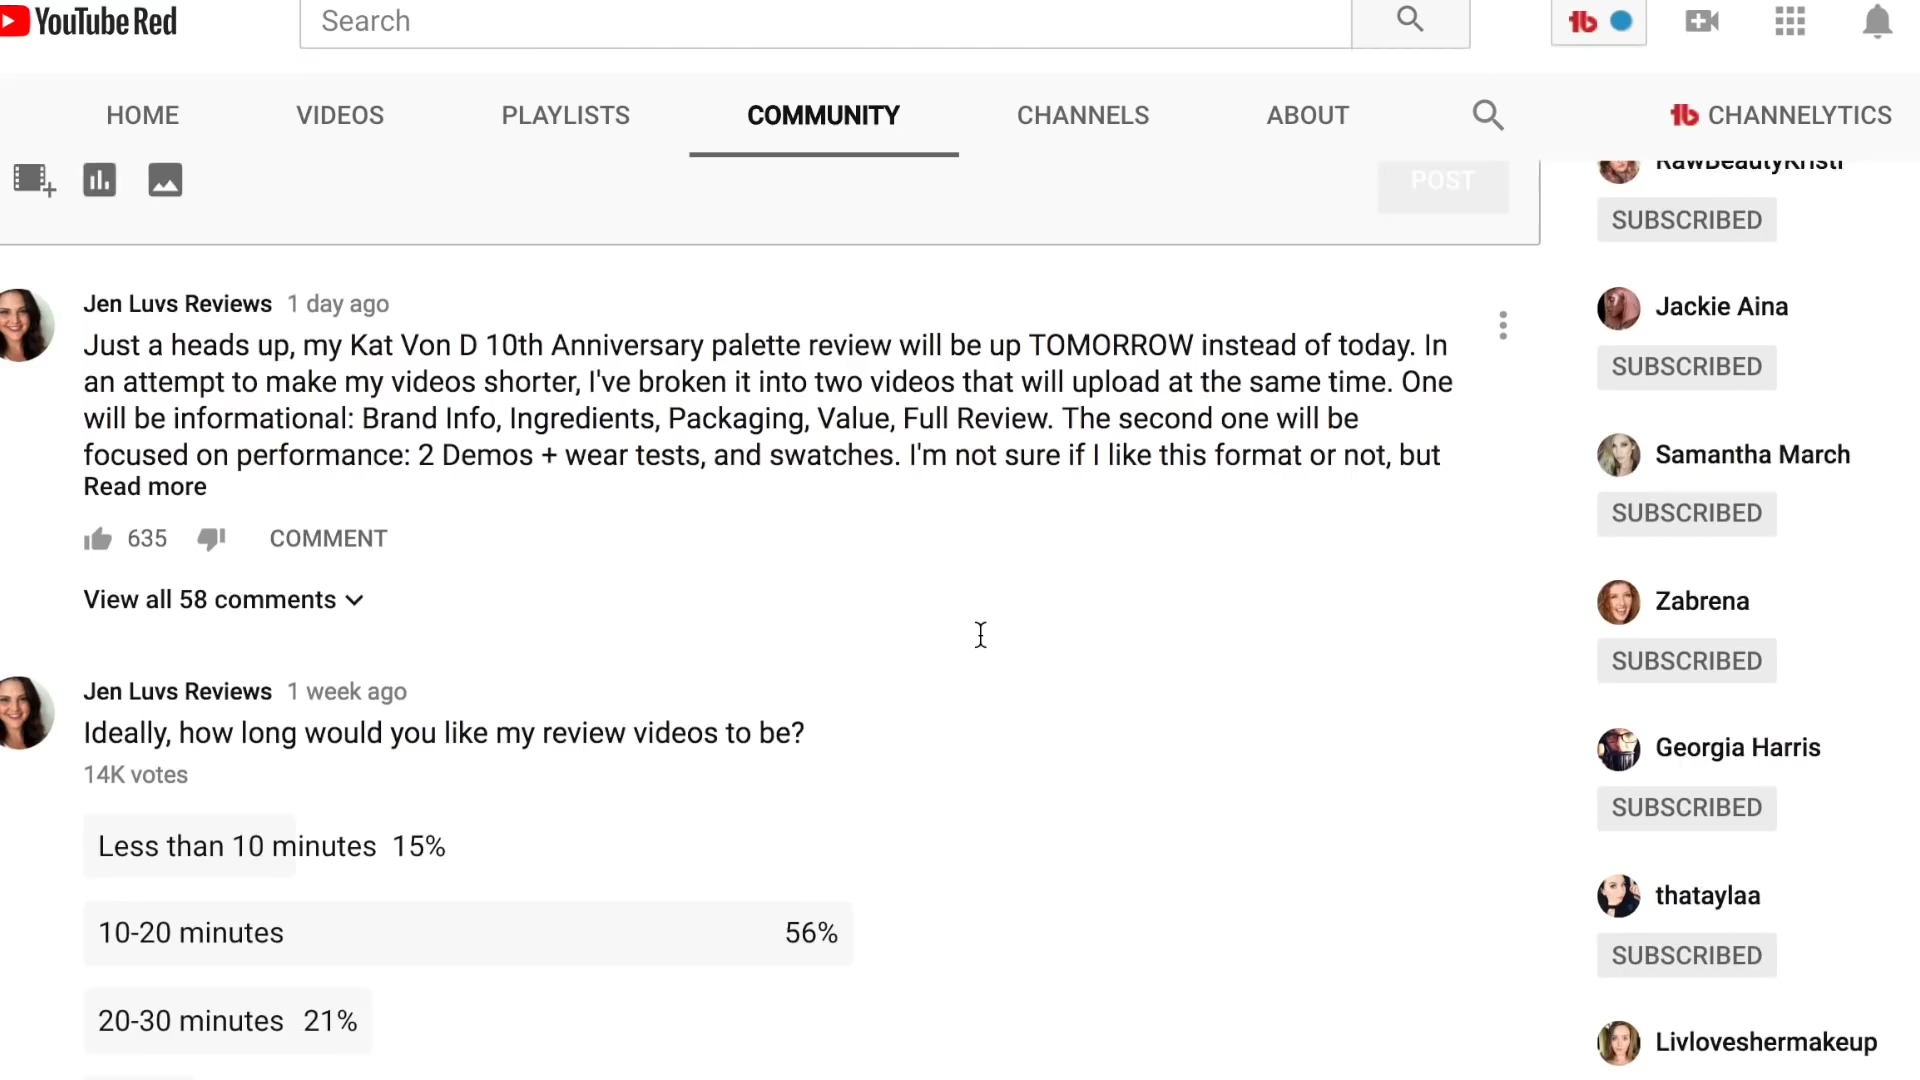 YouTube Red
Search
HOME VIDEOS PLAYLISTS COMMUNITY CHANNELS ABOUT CHANNELYTICS
POST
Jen Luvs Reviews 1 day ago
Just a heads up, my Kat Von D 10th Anniversary palette review will be up TOMORROW instead of today. In
an attempt to make my videos shorter, I've broken it into two videos that will upload at the same time. One
will be informational: Brand Info, Ingredients, Packaging, Value, Full Review. The second one will be
focused on performance: 2 Demos + wear tests, and swatches. I'm not sure if I like this format or not, but
Read more
635 COMMENT
View all 58 comments
Jen Luvs Reviews 1 week ago
Ideally, how long would you like my review videos to be?
14K votes
Less than 10 minutes 15%
10-20 minutes 56%
20-30 minutes 21%
RawBeautyKristi
SUBSCRIBED
Jackie Aina
SUBSCRIBED
Samantha March
SUBSCRIBED
Zabrena
SUBSCRIBED
Georgia Harris
SUBSCRIBED
thataylaa
SUBSCRIBED
Livloveshermakeup